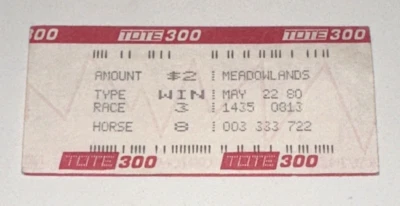 300 TOTE 300 TOT
AMOUNT $2 MEADOWLANDS
TYPE WIN MAY 22 80
RACE 3 1435 0813
HORSE 8 003 333 722
TOTE 300 TOTE 300